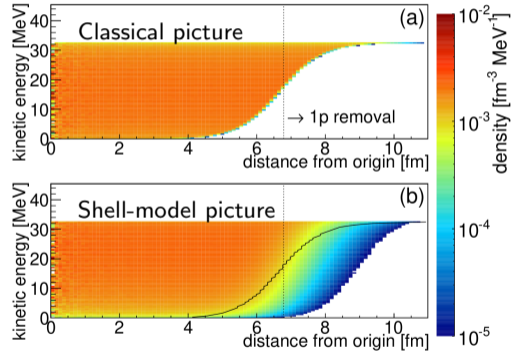 (a)
Classical picture
kinetic energy [MeV]
40
30
20
10
0
→ 1p removal
0 2 4 6 8 10
distance from origin [fm]
(b)
Shell-model picture
kinetic energy [MeV]
40
30
20
10
0
0 2 4 6 8 10
distance from origin [fm]
10⁻²
10⁻³
10⁻⁴
10⁻⁵
density [fm⁻³ MeV⁻¹]